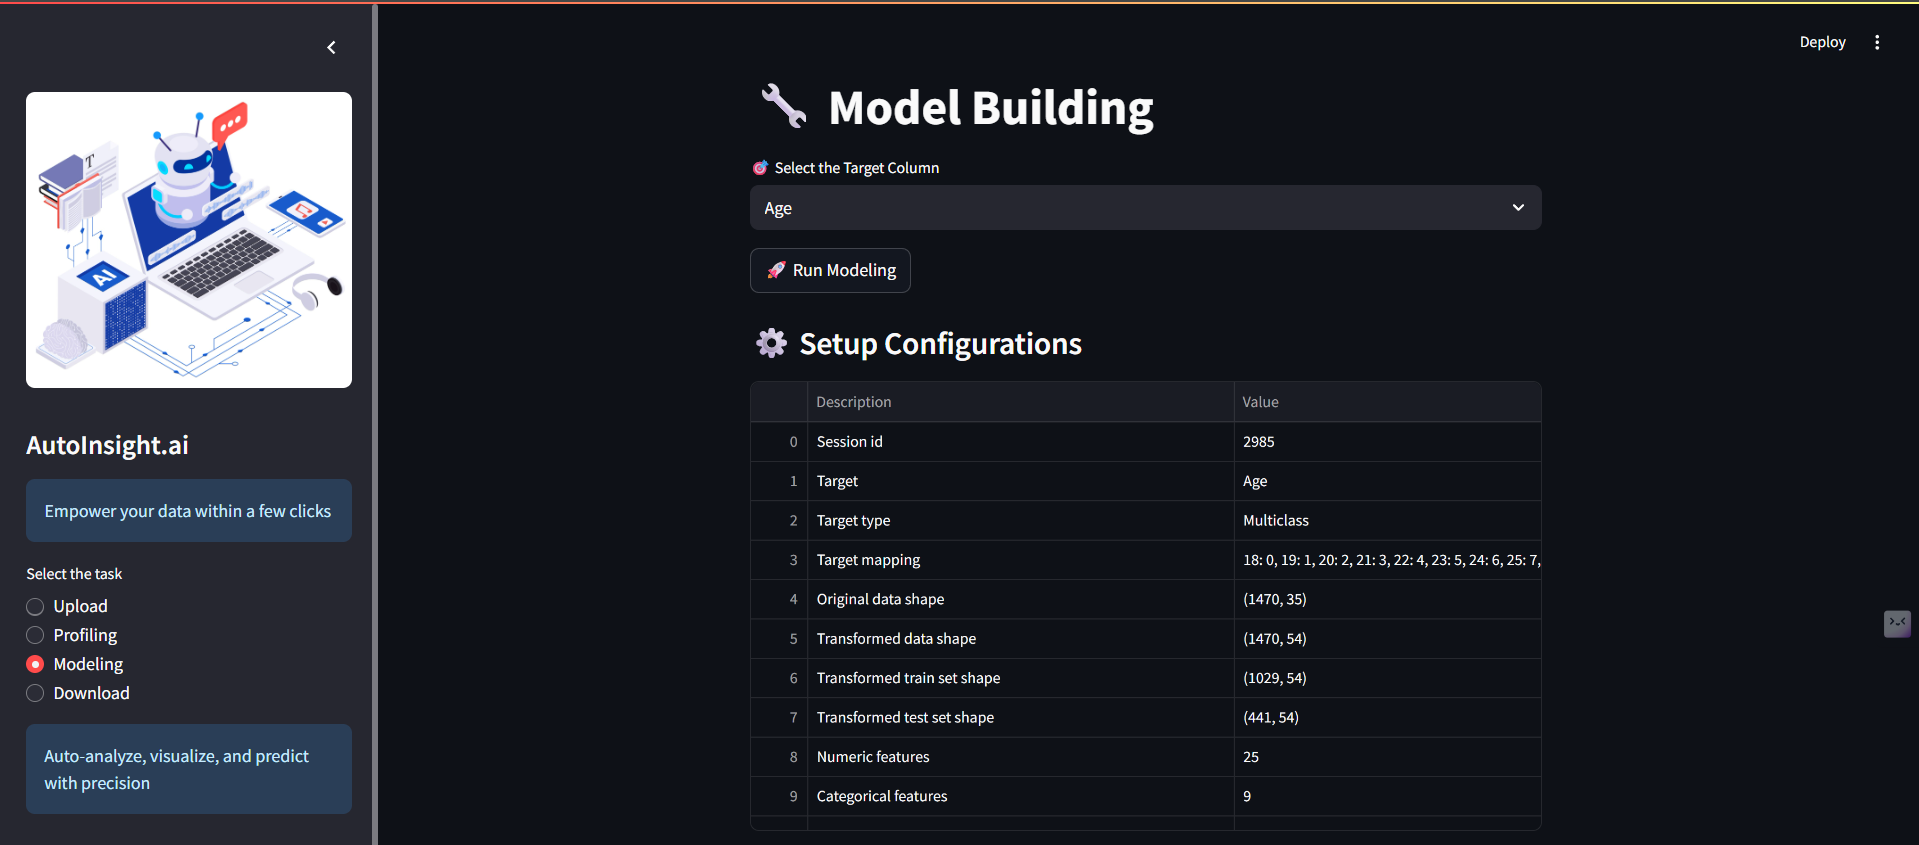 Deploy
T
AI
AutoInsight.ai
Empower your data within a few clicks
Select the task
Upload
Profiling
Modeling
Download
Auto-analyze, visualize, and predict
with precision
Model Building
Select the Target Column
Age
Run Modeling
Setup Configurations
Description Value
0 Session id 2985
1 Target Age
2 Target type Multiclass
3 Target mapping 18: 0, 19: 1, 20: 2, 21: 3, 22: 4, 23: 5, 24: 6, 25: 7,
4 Original data shape (1470, 35)
5 Transformed data shape (1470, 54)
6 Transformed train set shape (1029, 54)
7 Transformed test set shape (441, 54)
8 Numeric features 25
9 Categorical features 9